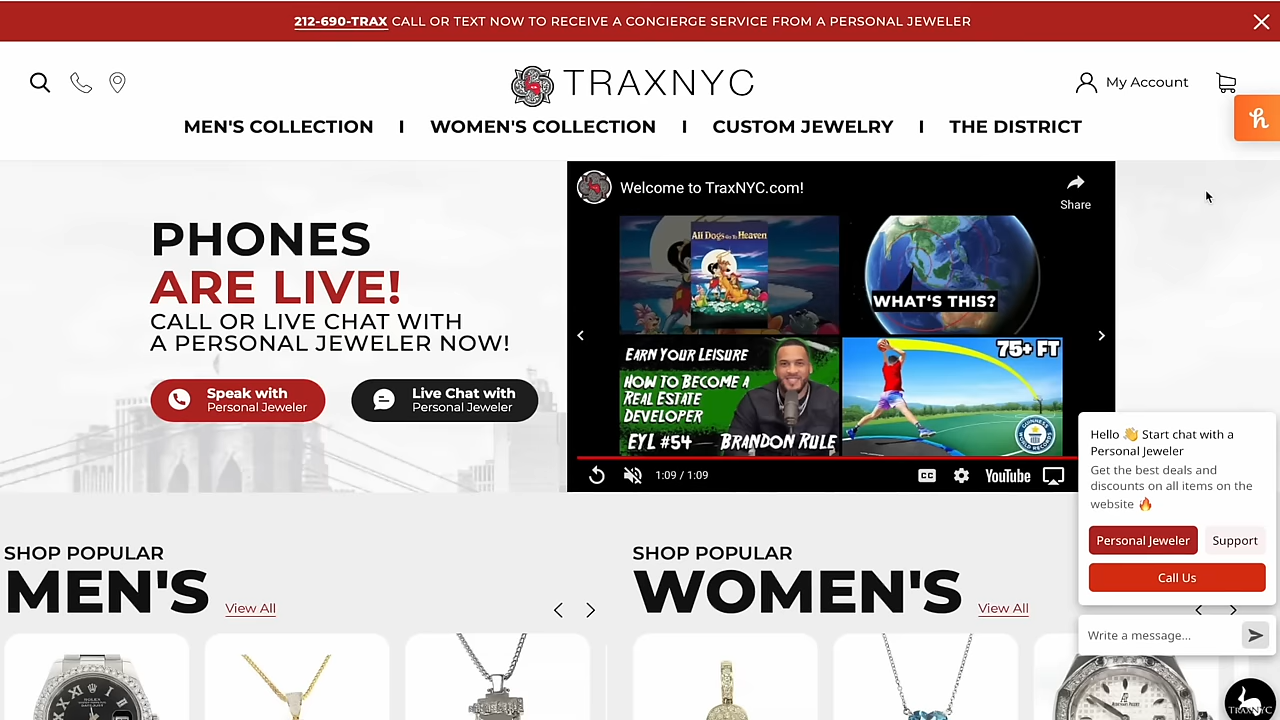 212-690-TRAX CALL OR TEXT NOW TO RECEIVE A CONCIERGE SERVICE FROM A PERSONAL JEWELER
TRAXNYC
My Account
MEN'S COLLECTION I WOMEN'S COLLECTION I CUSTOM JEWELRY I THE DISTRICT
PHONES
ARE LIVE!
CALL OR LIVE CHAT WITH
A PERSONAL JEWELER NOW!
Speak with
Personal Jeweler
Live Chat with
Personal Jeweler
Welcome to TraxNYC.com!
Share
All Dogs Go To Heaven
WHAT'S THIS?
EARN YOUR LEISURE
HOW TO BECOME A
REAL ESTATE
DEVELOPER
EYL #54 — BRANDON RULE
75+ FT
GUINNESS WORLD RECORDS
1:09 / 1:09
CC
YouTube
Hello 👋 Start chat with a
Personal Jeweler
Get the best deals and
discounts on all items on the
website 🔥
Personal Jeweler
Support
Call Us
Write a message...
SHOP POPULAR
MEN'S
View All
SHOP POPULAR
WOMEN'S
View All
ROLEX
TRAXNYC